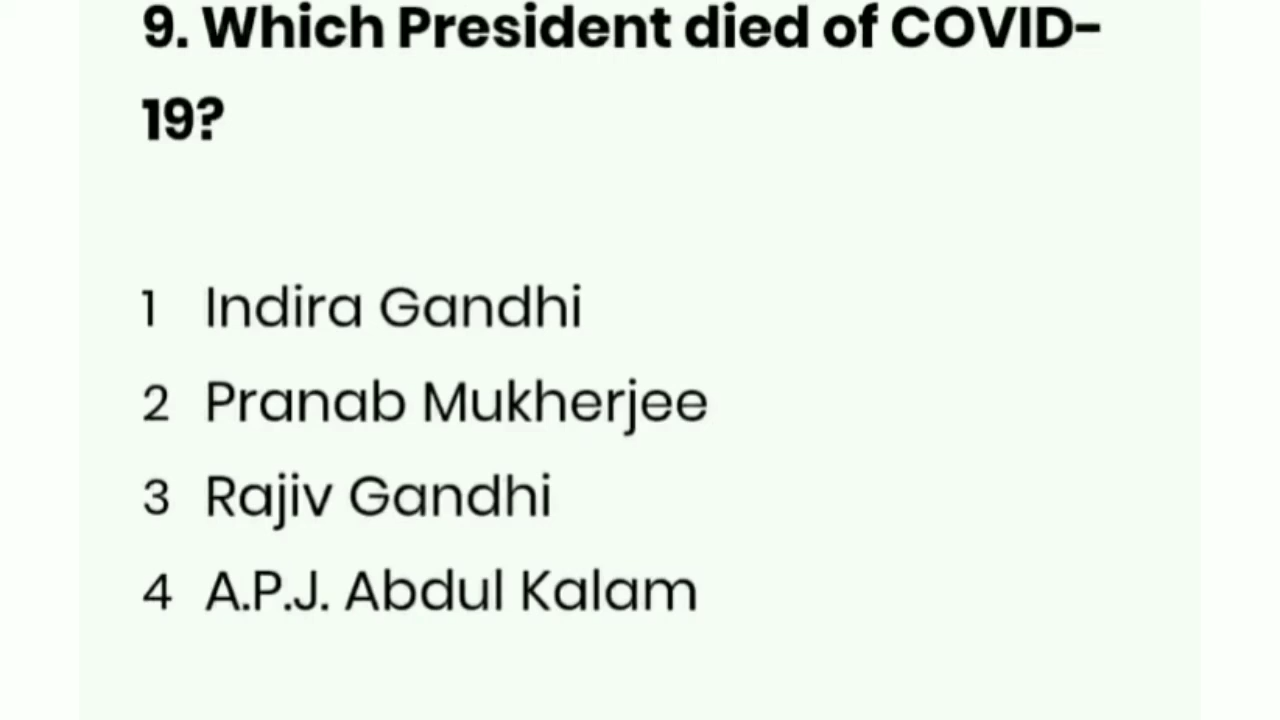 9. Which President died of COVID-
19?
1 Indira Gandhi
2 Pranab Mukherjee
3 Rajiv Gandhi
4 A.P.J. Abdul Kalam